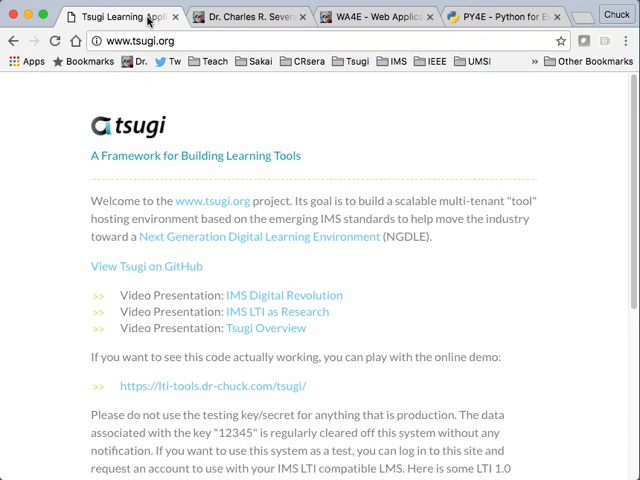 Tsugi Learning Appli
Dr. Charles R. Sever
WA4E - Web Applica
PY4E - Python for Ev
Chuck
www.tsugi.org
Apps
Bookmarks
Dr.
Tw
Teach
Sakai
CRsera
Tsugi
IMS
IEEE
UMSI
»
Other Bookmarks
tsugi
A Framework for Building Learning Tools
Welcome to the www.tsugi.org project. Its goal is to build a scalable multi-tenant "tool"
hosting environment based on the emerging IMS standards to help move the industry
toward a Next Generation Digital Learning Environment (NGDLE).
View Tsugi on GitHub
>> Video Presentation: IMS Digital Revolution
>> Video Presentation: IMS LTI as Research
>> Video Presentation: Tsugi Overview
If you want to see this code actually working, you can play with the online demo:
>> https://lti-tools.dr-chuck.com/tsugi/
Please do not use the testing key/secret for anything that is production. The data
associated with the key "12345" is regularly cleared off this system without any
notification. If you want to use this system as a test, you can log in to this site and
request an account to use with your IMS LTI compatible LMS. Here is some LTI 1.0